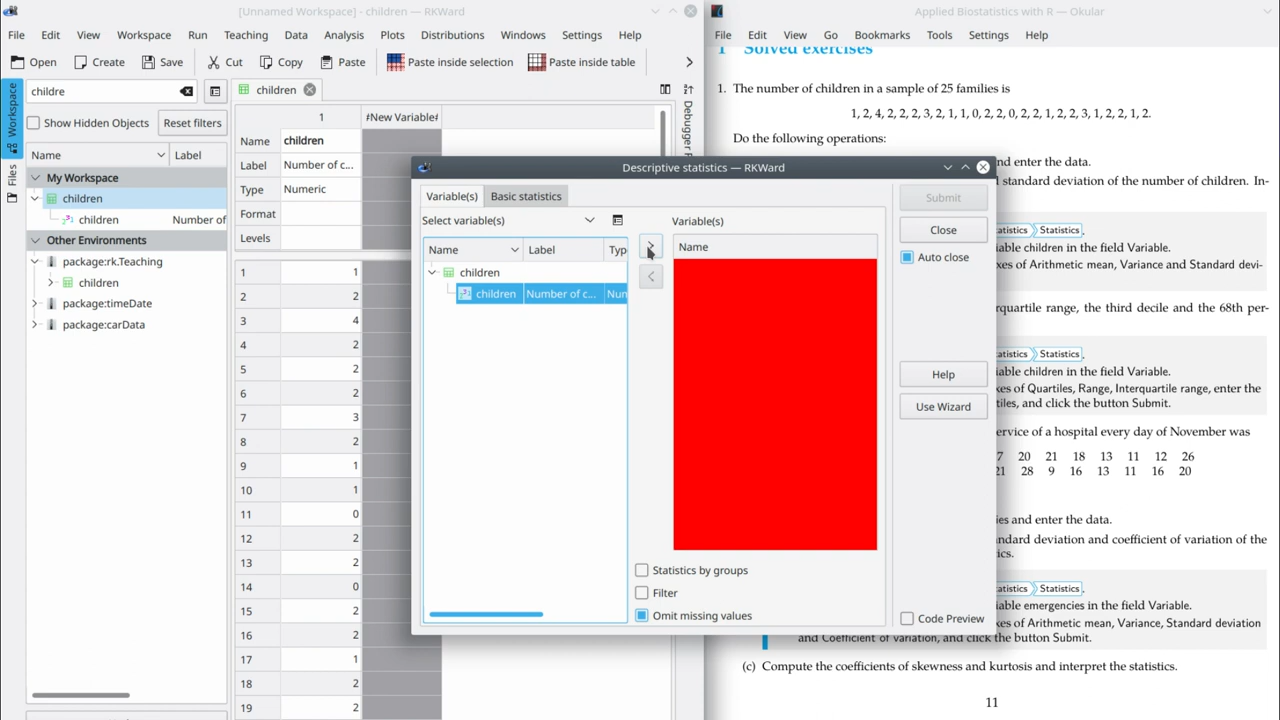 [Unnamed Workspace] - children — RKWard
File Edit View Workspace Run Teaching Data Analysis Plots Distributions Windows Settings Help
Open Create Save Cut Copy Paste Paste inside selection Paste inside table
Workspace
Files
childre
Show Hidden Objects Reset filters
Name Label
My Workspace
children
children Number of
Other Environments
package:rk.Teaching
children
package:timeDate
package:carData
children
1 #New Variable#
Name children
Label Number of c...
Type Numeric
Format
Levels
1 1
2 2
3 4
4 2
5 2
6 2
7 3
8 2
9 1
10 1
11 0
12 2
13 2
14 0
15 2
16 2
17 1
18 2
19 2
Debugger F
Descriptive statistics — RKWard
Variable(s) Basic statistics
Select variable(s)
Name Label Typ
children
children Number of c... Num
Variable(s)
Name
Statistics by groups
Filter
Omit missing values
Submit
Close
Auto close
Help
Use Wizard
Code Preview
Applied Biostatistics with R — Okular
File Edit View Go Bookmarks Tools Settings Help
1 Solved exercises
1. The number of children in a sample of 25 families is
1, 2, 4, 2, 2, 2, 3, 2, 1, 1, 0, 2, 2, 0, 2, 2, 1, 2, 2, 3, 1, 2, 2, 1, 2.
Do the following operations:
and enter the data.
standard deviation of the number of children. In-
atistics Statistics.
iable children in the field Variable.
xes of Arithmetic mean, Variance and Standard devi-
rquartile range, the third decile and the 68th per-
atistics Statistics.
iable children in the field Variable.
xes of Quartiles, Range, Interquartile range, enter the
tiles, and click the button Submit.
ervice of a hospital every day of November was
7 20 21 18 13 11 12 26
21 28 9 16 13 11 16 20
ies and enter the data.
andard deviation and coefficient of variation of the
ics.
atistics Statistics.
iable emergencies in the field Variable.
xes of Arithmetic mean, Variance, Standard deviation
and Coefficient of variation, and click the button Submit.
(c) Compute the coefficients of skewness and kurtosis and interpret the statistics.
11